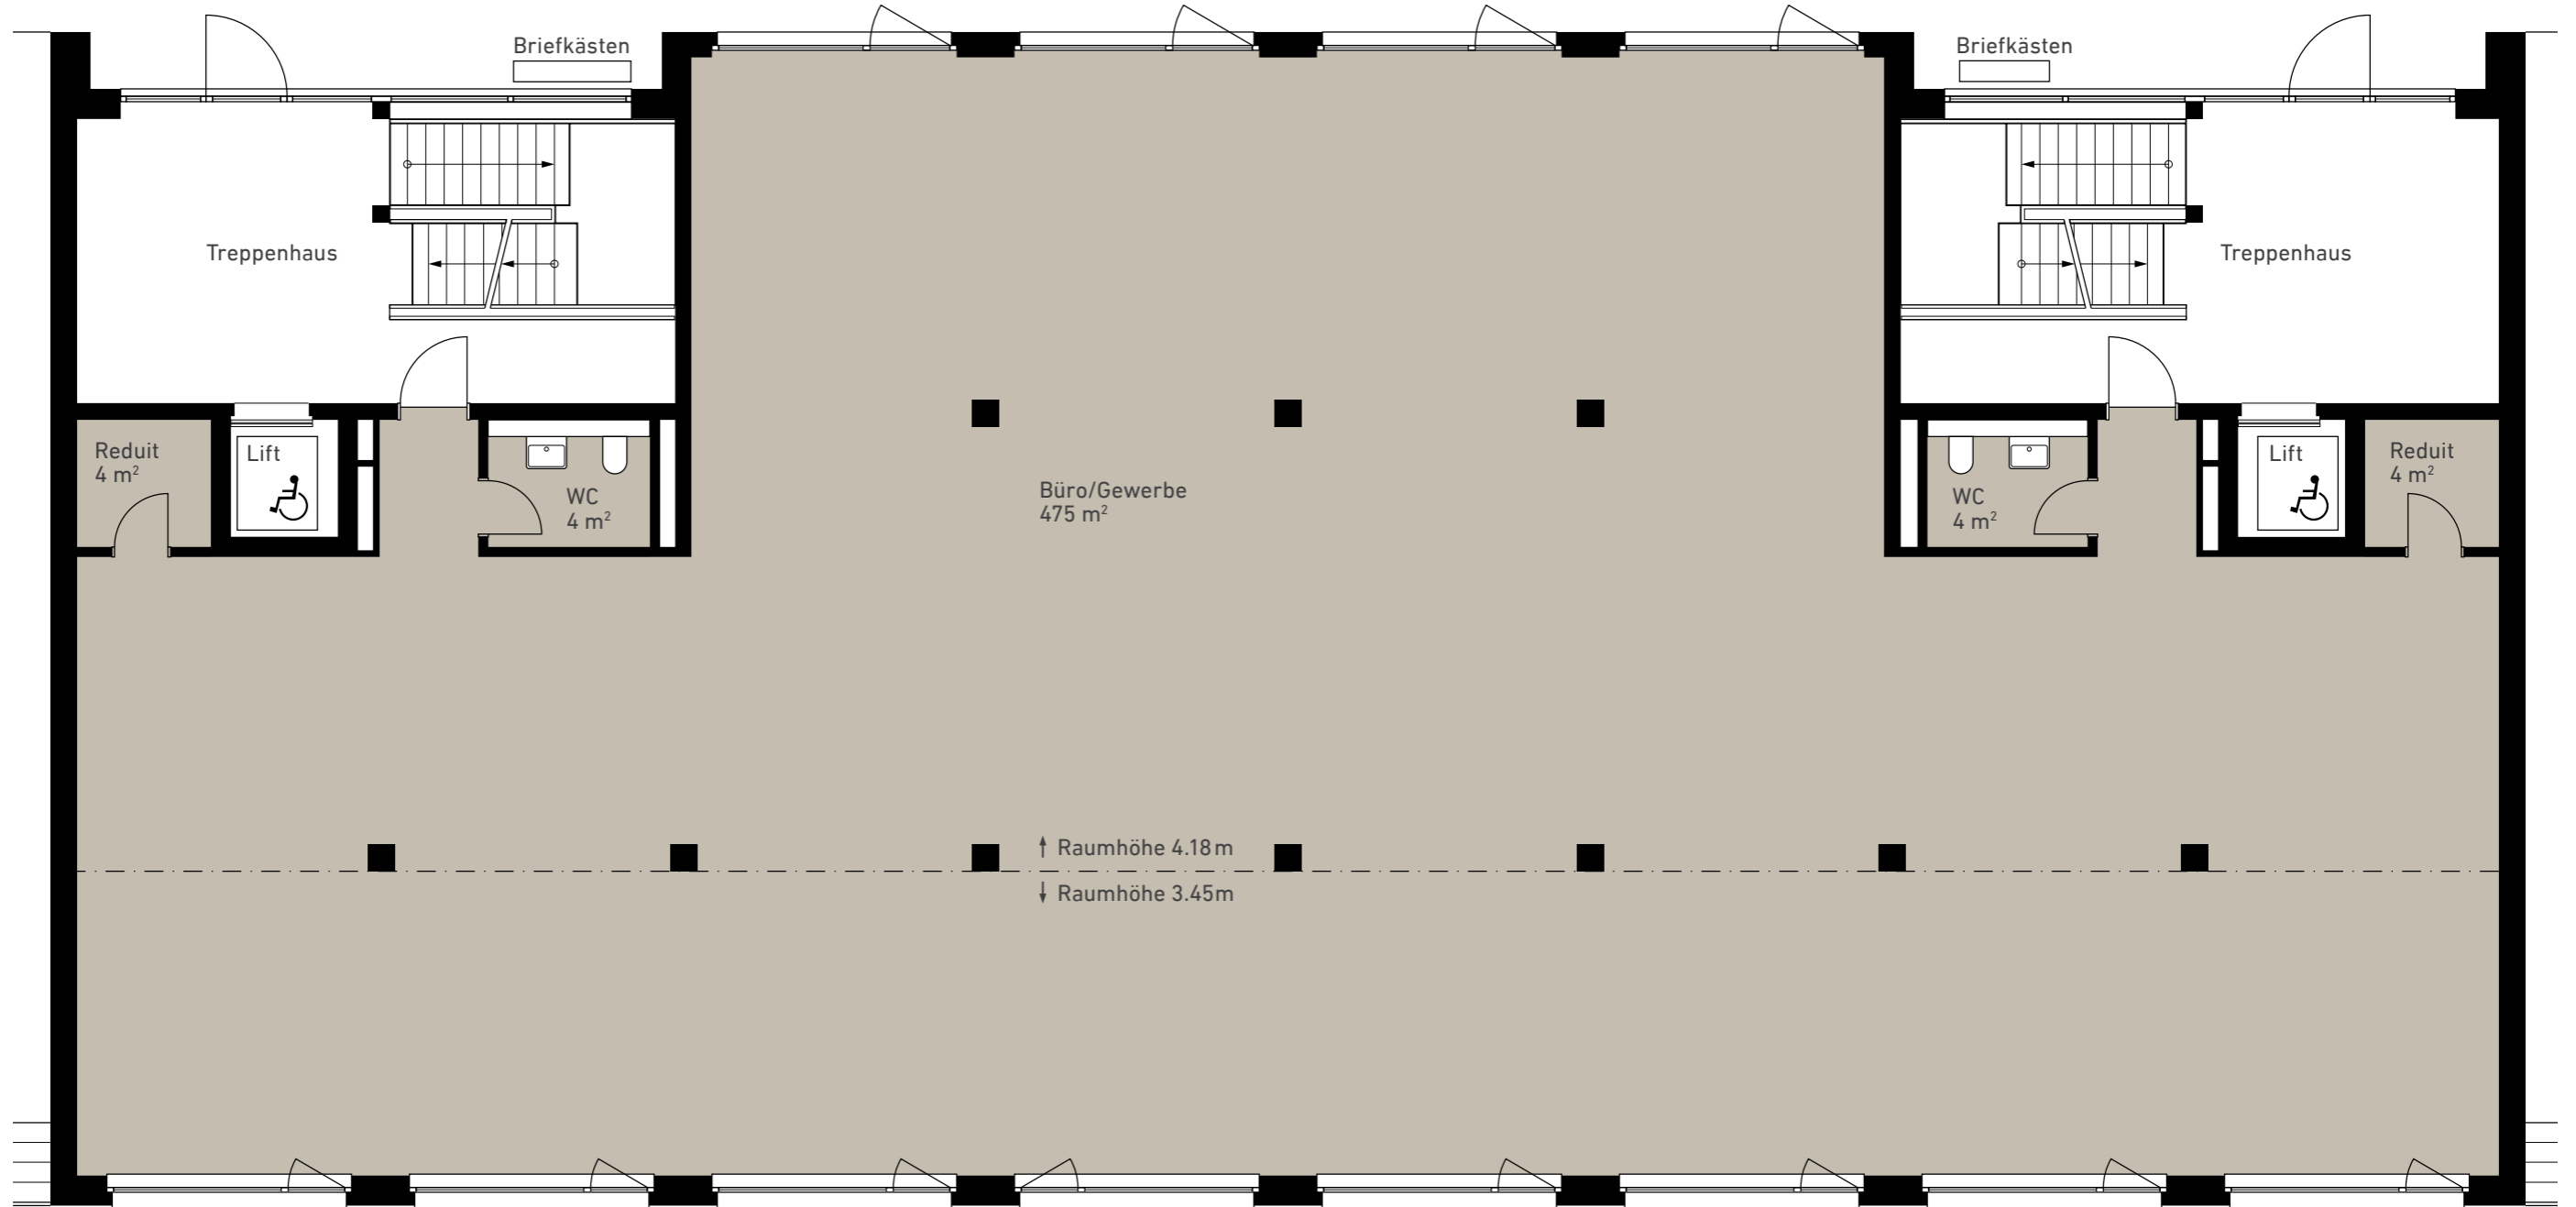 Briefkästen
Briefkästen
Treppenhaus
Treppenhaus
Reduit
4 m²
Lift
WC
4 m²
Büro/Gewerbe
475 m²
WC
4 m²
Lift
Reduit
4 m²
↑ Raumhöhe 4.18 m
↓ Raumhöhe 3.45m